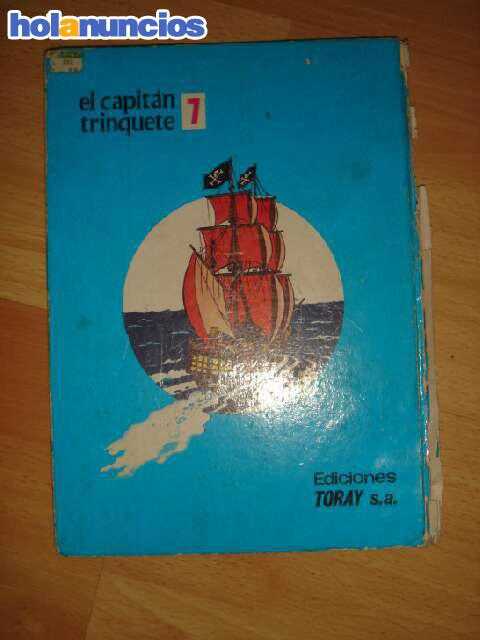 holanuncios
el capitán
trinquete 7
Ediciones
TORAY s.a.